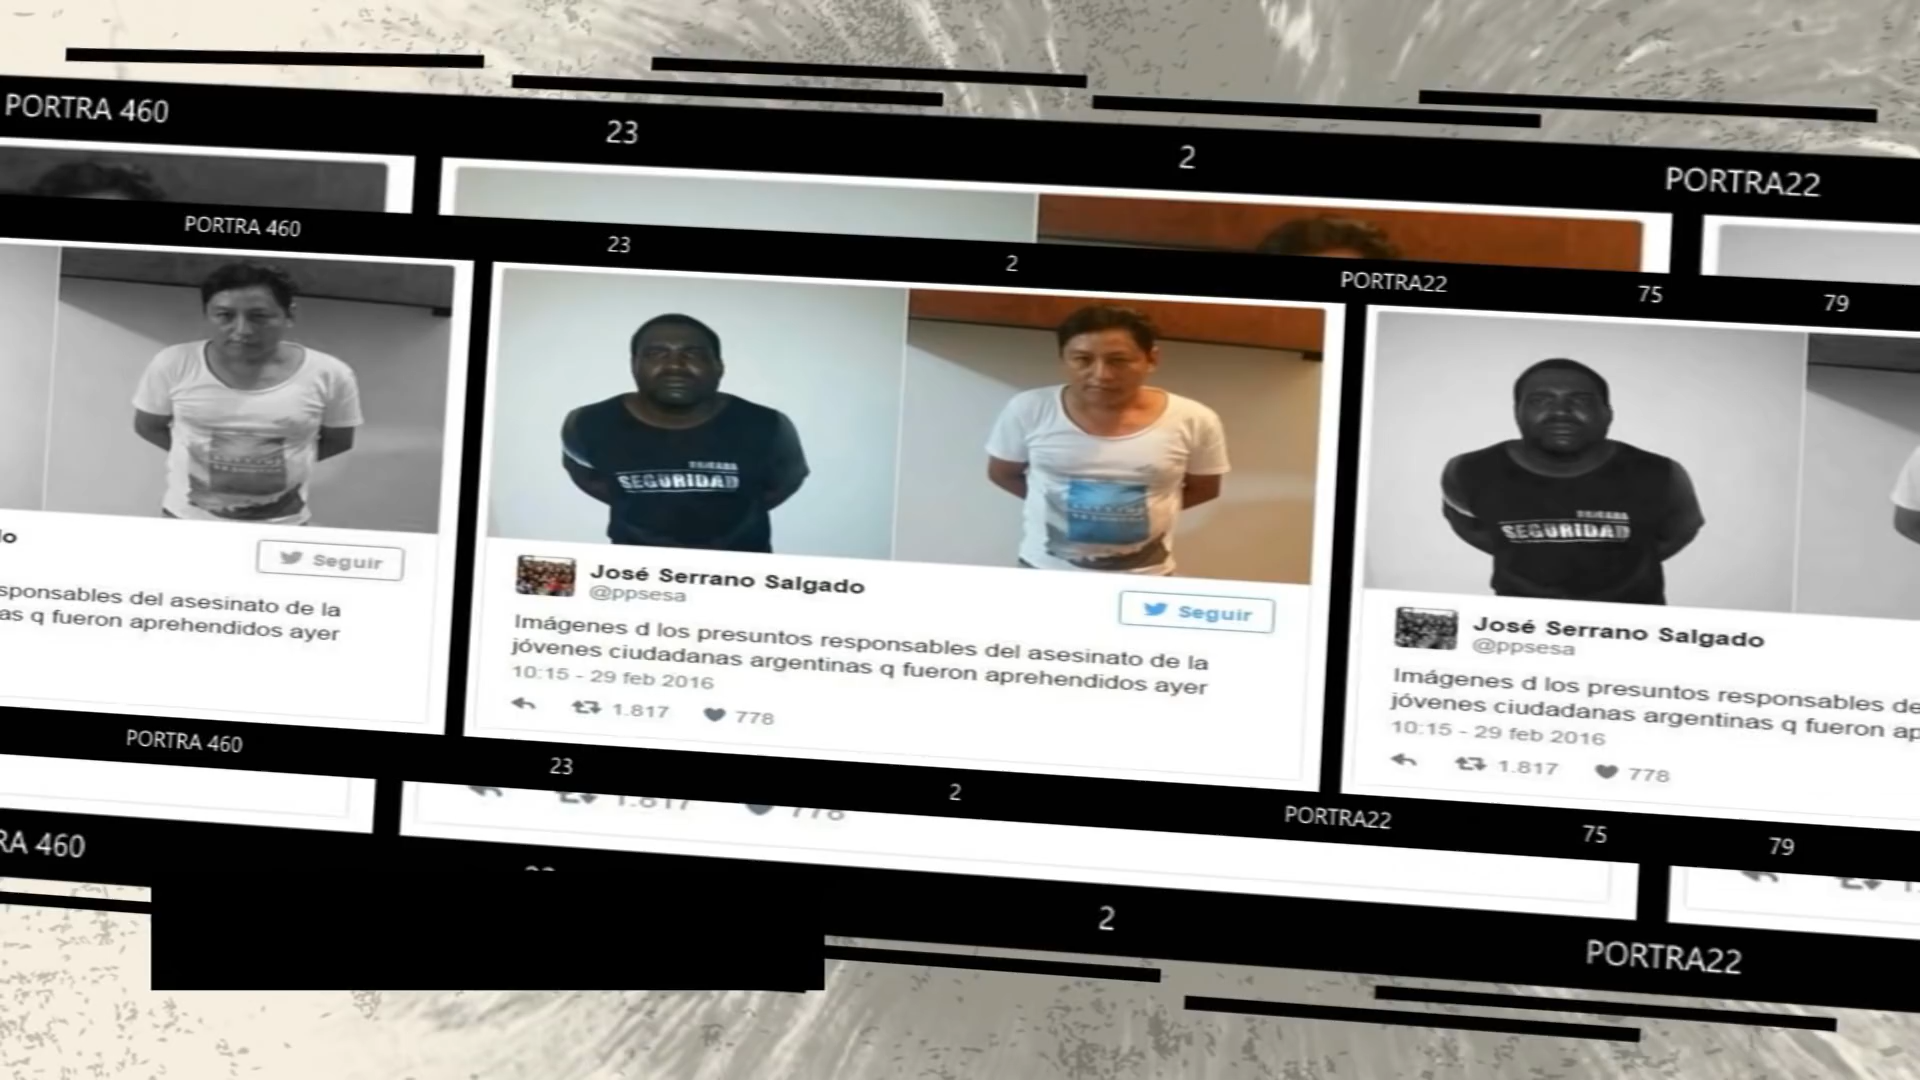 PORTRA 460
23
2
PORTRA22
PORTRA 460
23
2
PORTRA22
75
79
SEGURIDAD
SEGURIDAD
Seguir
sponsables del asesinato de la
as q fueron aprehendidos ayer
José Serrano Salgado
@ppsesa
Seguir
Imágenes d los presuntos responsables del asesinato de la
jóvenes ciudadanas argentinas q fueron aprehendidos ayer
10:15 - 29 feb 2016
1.817 778
José Serrano Salgado
@ppsesa
Imágenes d los presuntos responsables de
jóvenes ciudadanas argentinas q fueron ap
10:15 - 29 feb 2016
1.817 778
PORTRA 460
23
2
PORTRA22
75
79
1.817 778
RA 460
2
PORTRA22